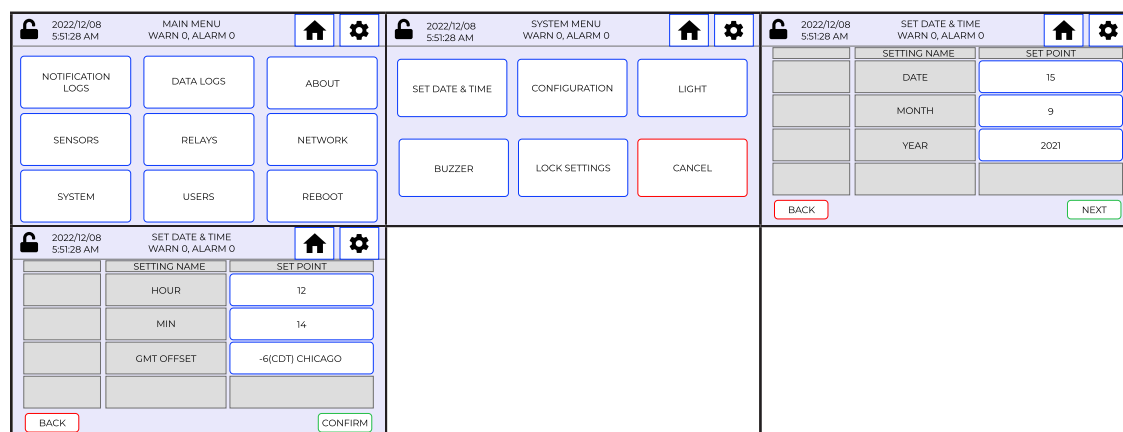 2022/12/08
5:51:28 AM
MAIN MENU
WARN 0, ALARM 0
NOTIFICATION
LOGS
DATA LOGS
ABOUT
SENSORS
RELAYS
NETWORK
SYSTEM
USERS
REBOOT
2022/12/08
5:51:28 AM
SYSTEM MENU
WARN 0, ALARM 0
SET DATE & TIME
CONFIGURATION
LIGHT
BUZZER
LOCK SETTINGS
CANCEL
2022/12/08
5:51:28 AM
SET DATE & TIME
WARN 0, ALARM 0
SETTING NAME
SET POINT
DATE
15
MONTH
9
YEAR
2021
BACK
NEXT
2022/12/08
5:51:28 AM
SET DATE & TIME
WARN 0, ALARM 0
SETTING NAME
SET POINT
HOUR
12
MIN
14
GMT OFFSET
-6(CDT) CHICAGO
BACK
CONFIRM